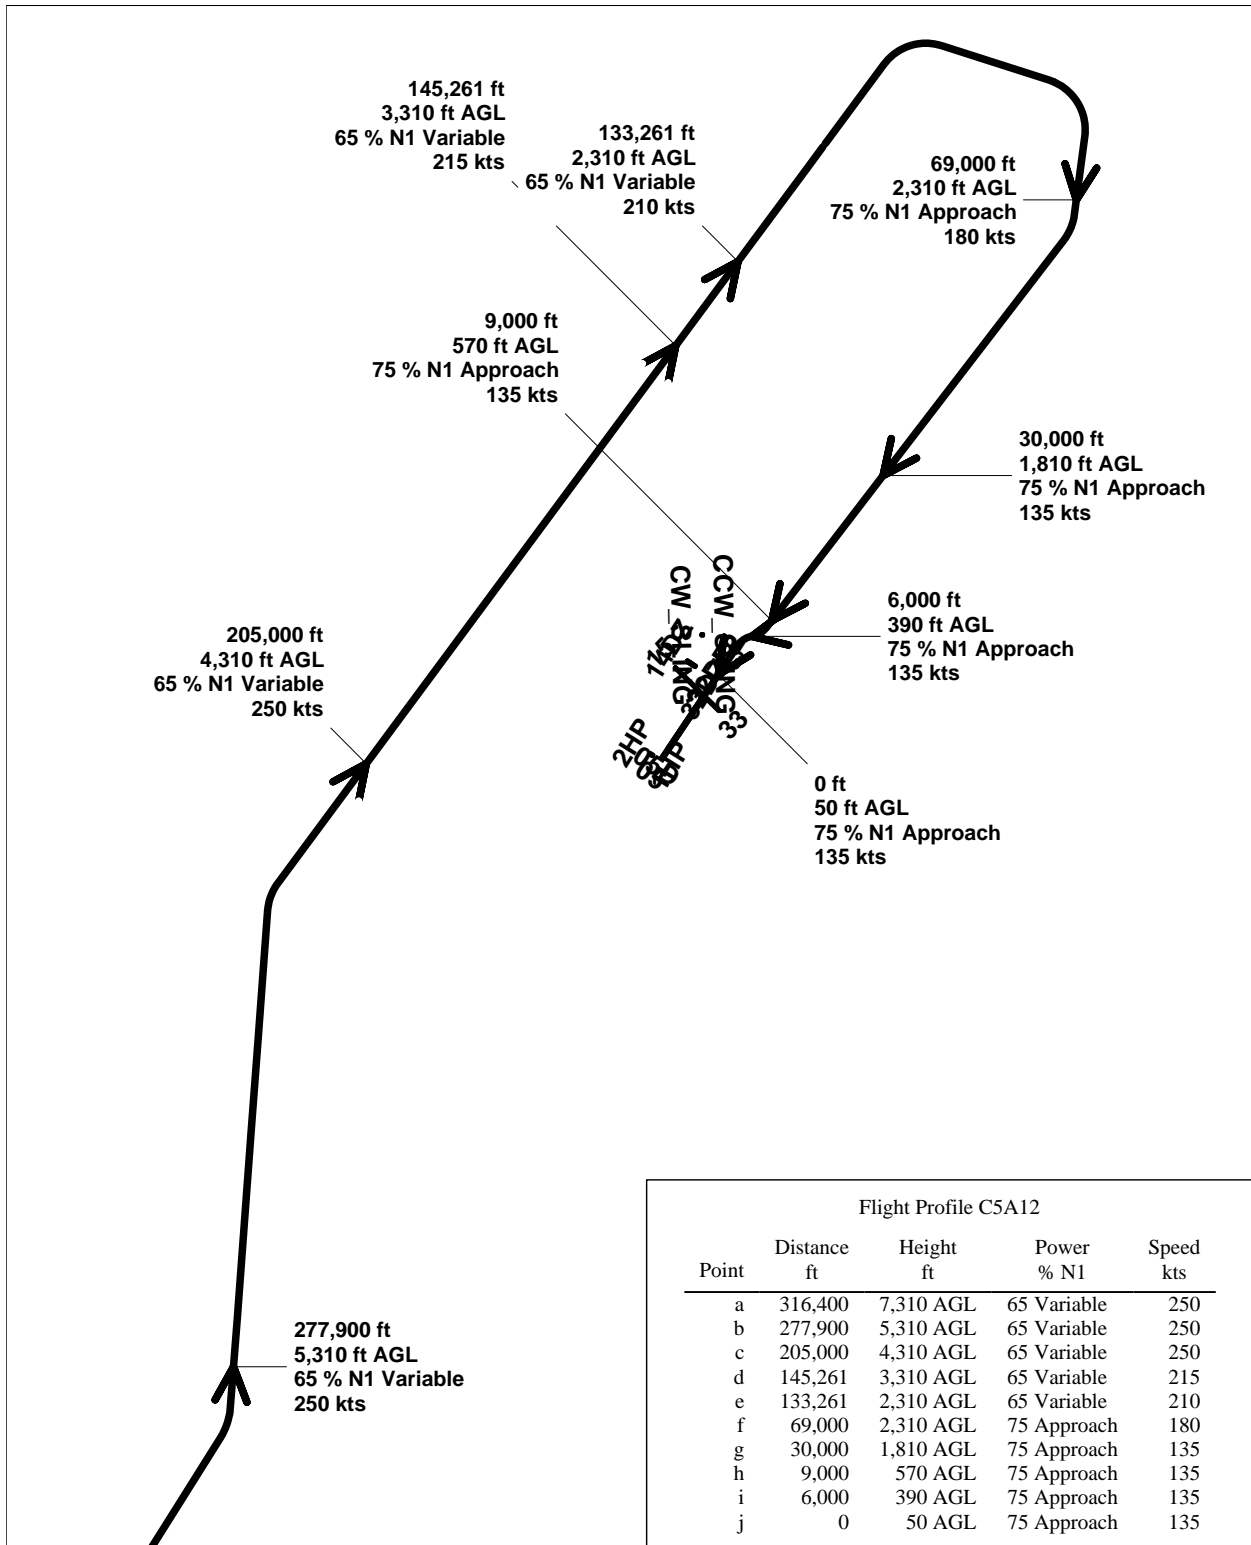 145,261 ft
3,310 ft AGL
65 % N1 Variable
215 kts
133,261 ft
2,310 ft AGL
65 % N1 Variable
210 kts
69,000 ft
2,310 ft AGL
75 % N1 Approach
180 kts
9,000 ft
570 ft AGL
75 % N1 Approach
135 kts
30,000 ft
1,810 ft AGL
75 % N1 Approach
135 kts
CW SLING
CCW SLING
6,000 ft
390 ft AGL
75 % N1 Approach
135 kts
205,000 ft
4,310 ft AGL
65 % N1 Variable
250 kts
33
2HP
0 ft
50 ft AGL
75 % N1 Approach
135 kts
277,900 ft
5,310 ft AGL
65 % N1 Variable
250 kts
Flight Profile C5A12
Distance Height Power Speed
Point ft ft % N1 kts
a 316,400 7,310 AGL 65 Variable 250
b 277,900 5,310 AGL 65 Variable 250
c 205,000 4,310 AGL 65 Variable 250
d 145,261 3,310 AGL 65 Variable 215
e 133,261 2,310 AGL 65 Variable 210
f 69,000 2,310 AGL 75 Approach 180
g 30,000 1,810 AGL 75 Approach 135
h 9,000 570 AGL 75 Approach 135
i 6,000 390 AGL 75 Approach 135
j 0 50 AGL 75 Approach 135